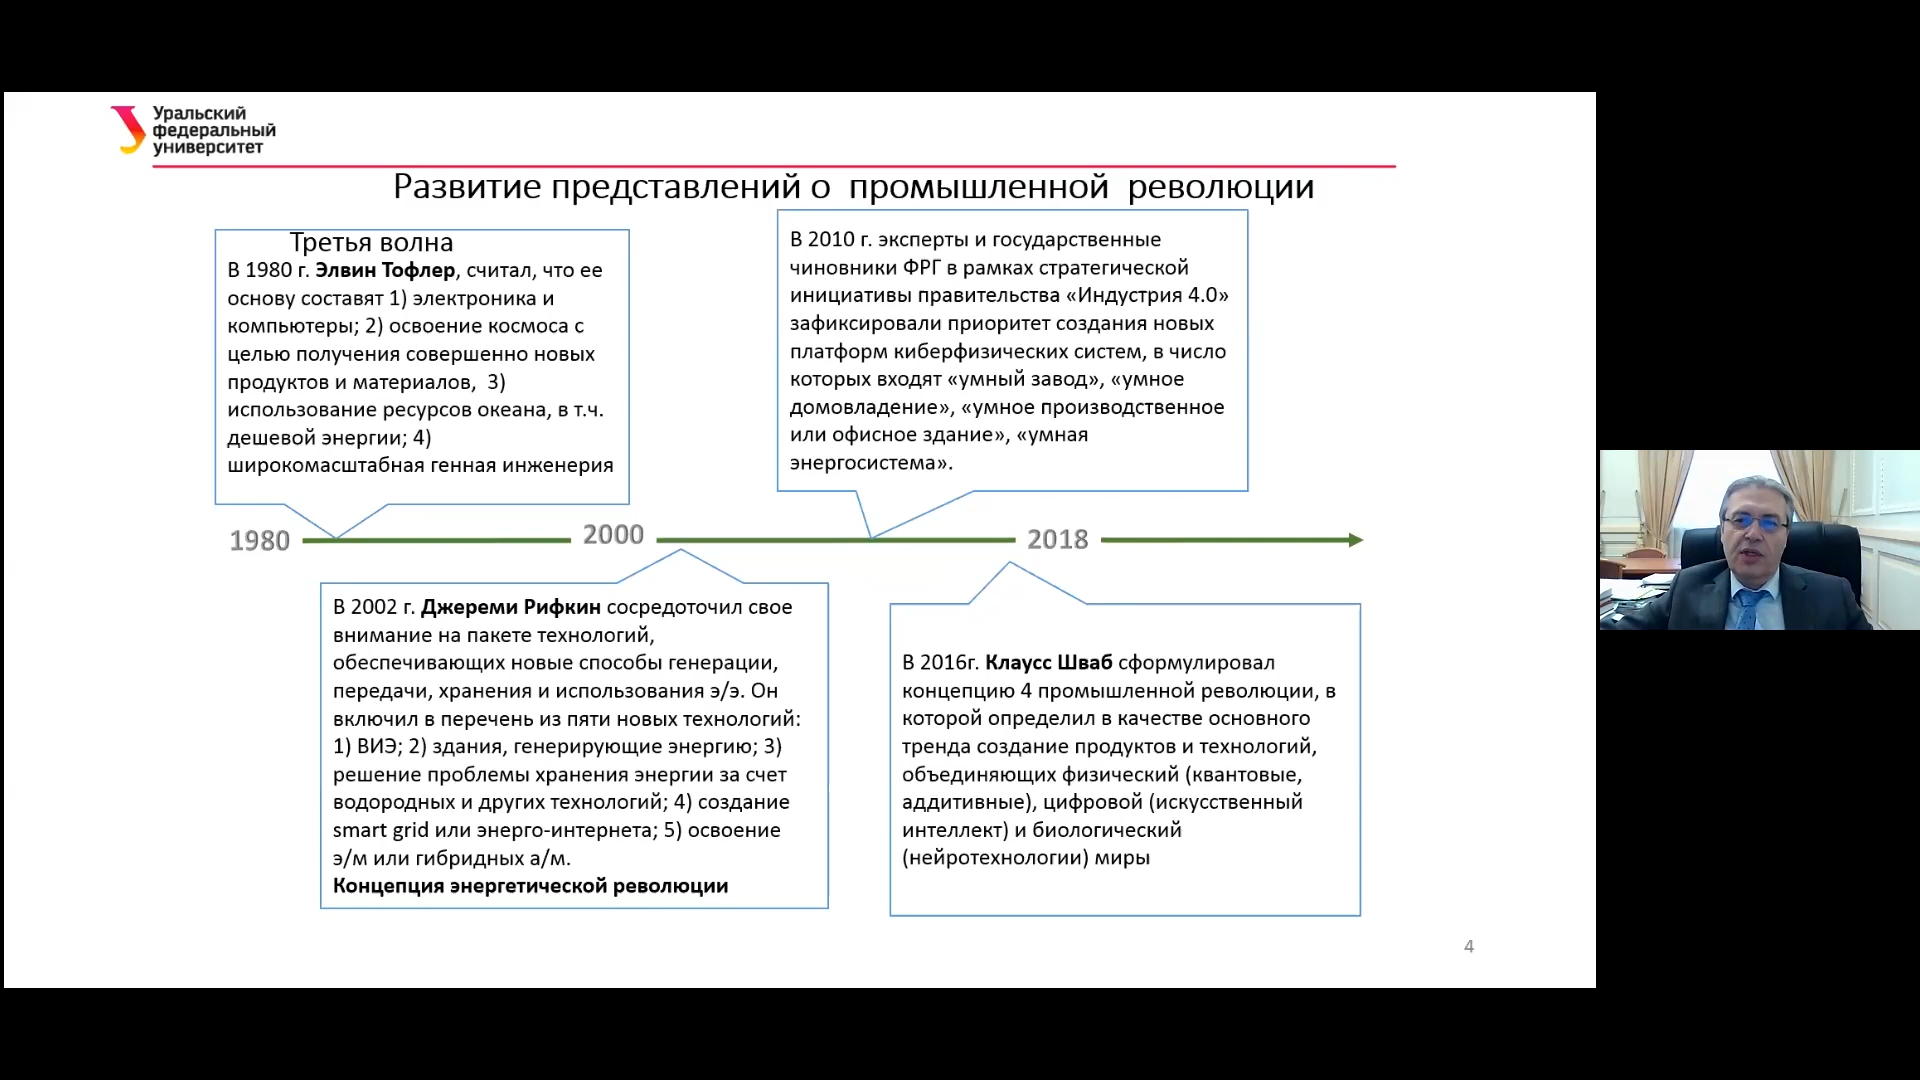 Уральский
федеральный
университет
Развитие представлений о промышленной революции
Третья волна
В 1980 г. Элвин Тофлер, считал, что ее
основу составят 1) электроника и
компьютеры; 2) освоение космоса с
целью получения совершенно новых
продуктов и материалов, 3)
использование ресурсов океана, в т.ч.
дешевой энергии; 4)
широкомасштабная генная инженерия
В 2010 г. эксперты и государственные
чиновники ФРГ в рамках стратегической
инициативы правительства «Индустрия 4.0»
зафиксировали приоритет создания новых
платформ киберфизических систем, в число
которых входят «умный завод», «умное
домовладение», «умное производственное
или офисное здание», «умная
энергосистема».
1980
2000
2018
В 2002 г. Джереми Рифкин сосредоточил свое
внимание на пакете технологий,
обеспечивающих новые способы генерации,
передачи, хранения и использования э/э. Он
включил в перечень из пяти новых технологий:
1) ВИЭ; 2) здания, генерирующие энергию; 3)
решение проблемы хранения энергии за счет
водородных и других технологий; 4) создание
smart grid или энерго-интернета; 5) освоение
э/м или гибридных а/м.
Концепция энергетической революции
В 2016г. Клаусс Шваб сформулировал
концепцию 4 промышленной революции, в
которой определил в качестве основного
тренда создание продуктов и технологий,
объединяющих физический (квантовые,
аддитивные), цифровой (искусственный
интеллект) и биологический
(нейротехнологии) миры
4